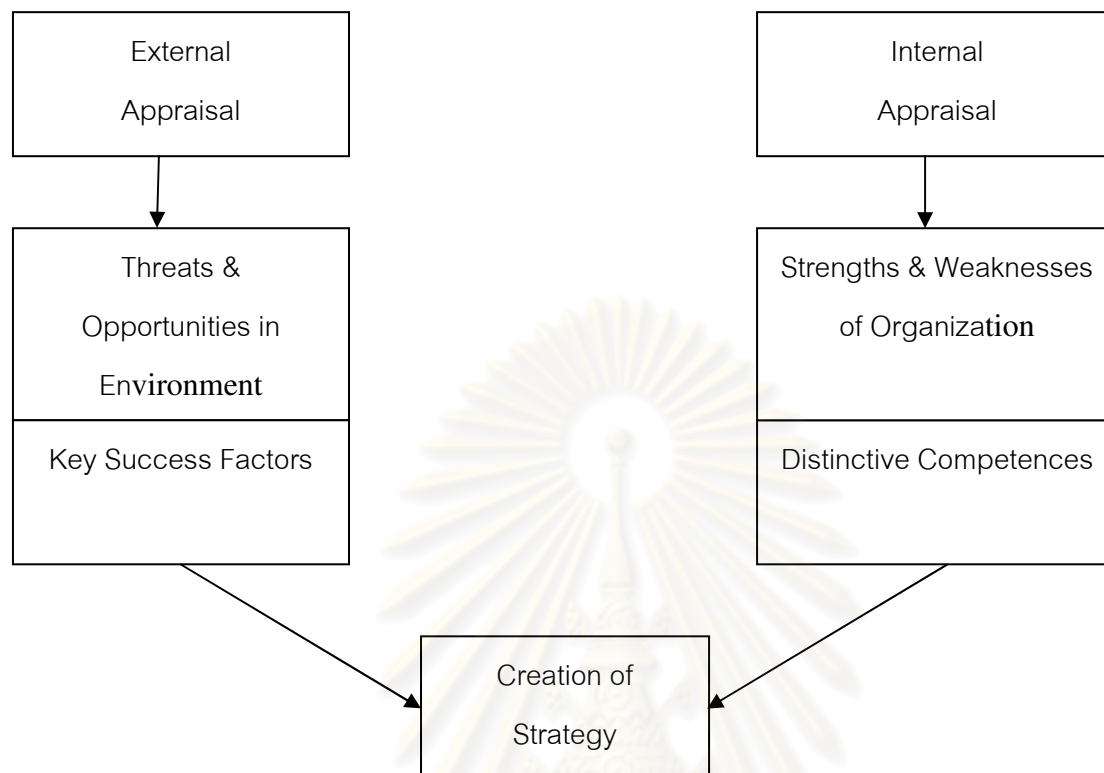 External
Appraisal
Internal
Appraisal
Threats &
Opportunities in
Environment
Strengths & Weaknesses
of Organization
Key Success Factors
Distinctive Competences
Creation of
Strategy